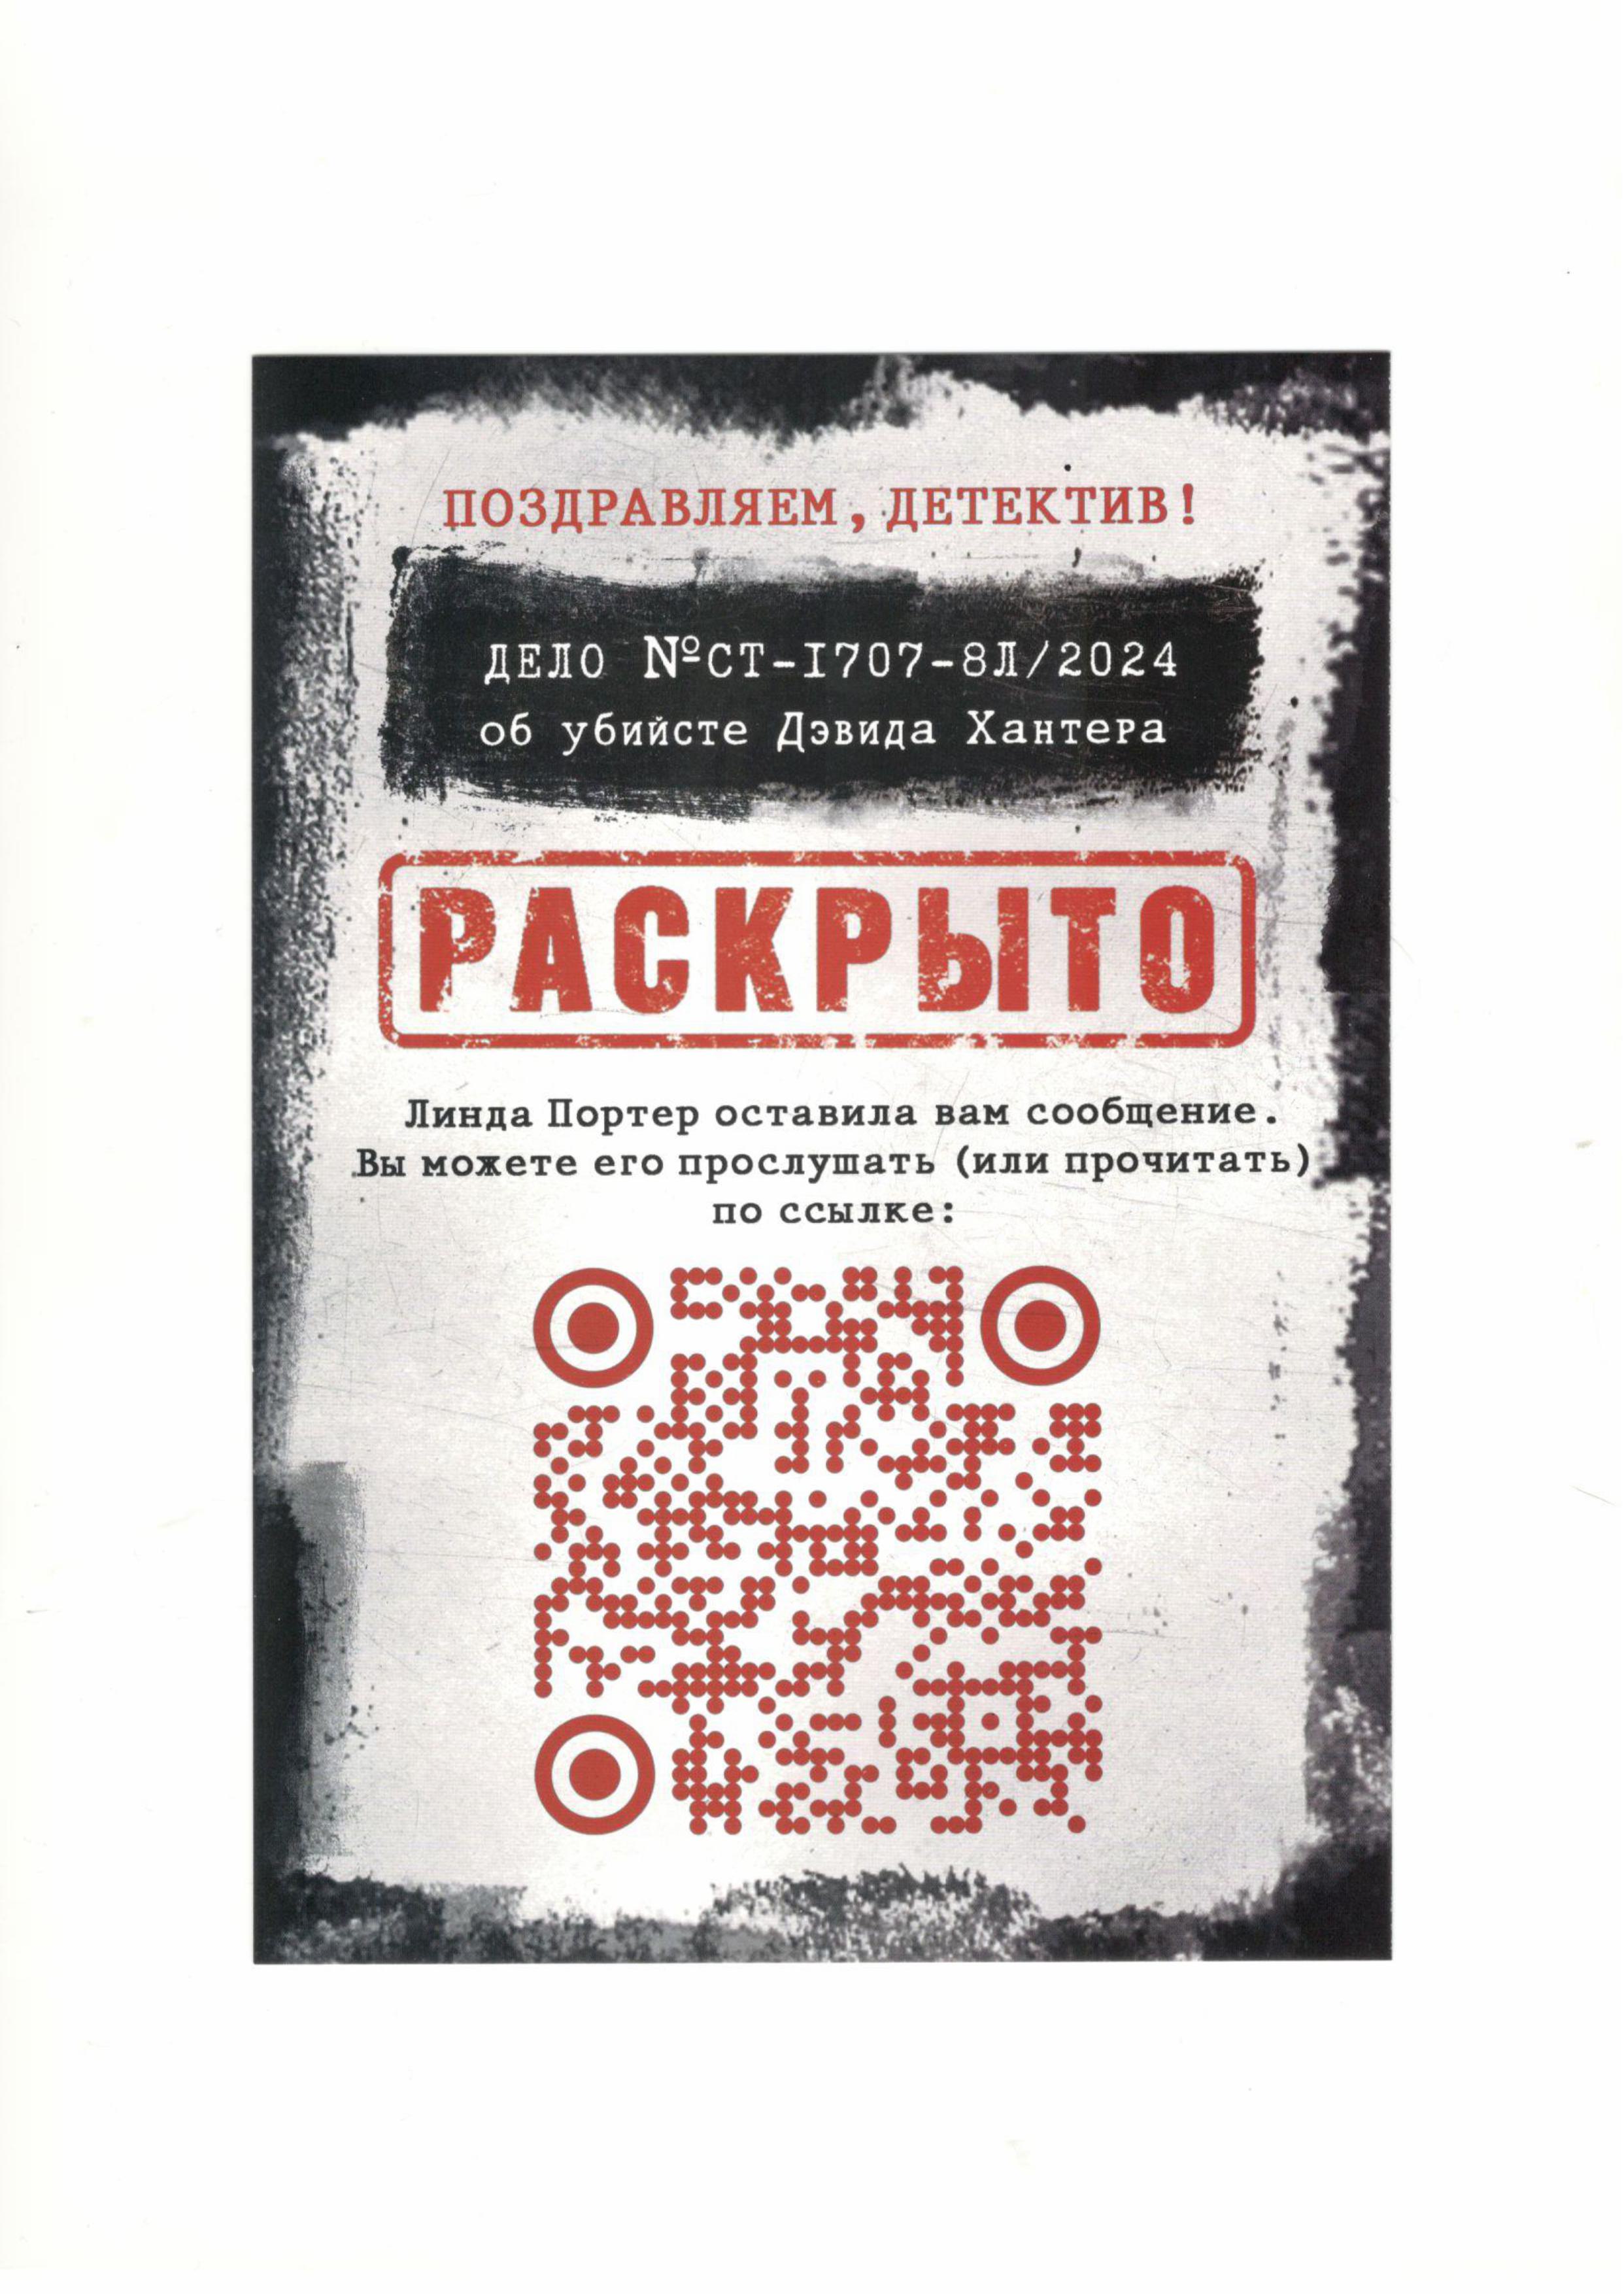 ПОЗДРАВЛЯЕМ, ДЕТЕКТИВ!
ДЕЛО №СТ-I707-8Л/2024
об убийсте Дэвида Хантера
РАСКРЫТО
Линда Портер оставила вам сообщение.
Вы можете его прослушать (или прочитать)
по ссылке: